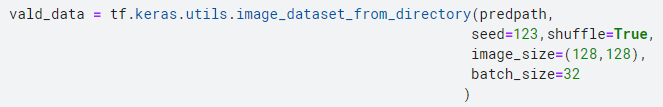 vald_data = tf.keras.utils.image_dataset_from_directory(predpath,
seed=123,shuffle=True,
image_size=(128,128),
batch_size=32
)